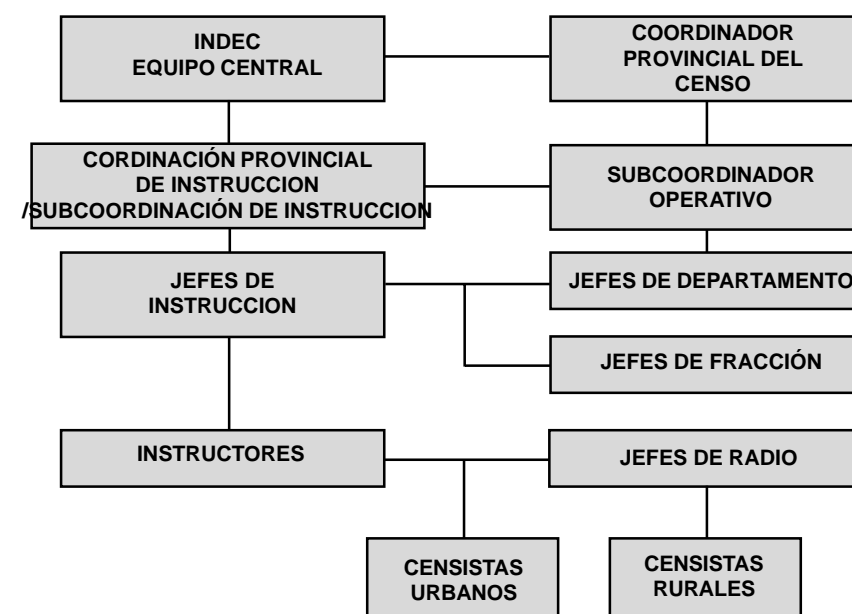 INDEC
EQUIPO CENTRAL
COORDINADOR
PROVINCIAL DEL
CENSO
CORDINACIÓN PROVINCIAL
DE INSTRUCCION
/SUBCOORDINACIÓN DE INSTRUCCION
SUBCOORDINADOR
OPERATIVO
JEFES DE
INSTRUCCION
JEFES DE DEPARTAMENTO
JEFES DE FRACCIÓN
INSTRUCTORES
JEFES DE RADIO
CENSISTAS
URBANOS
CENSISTAS
RURALES